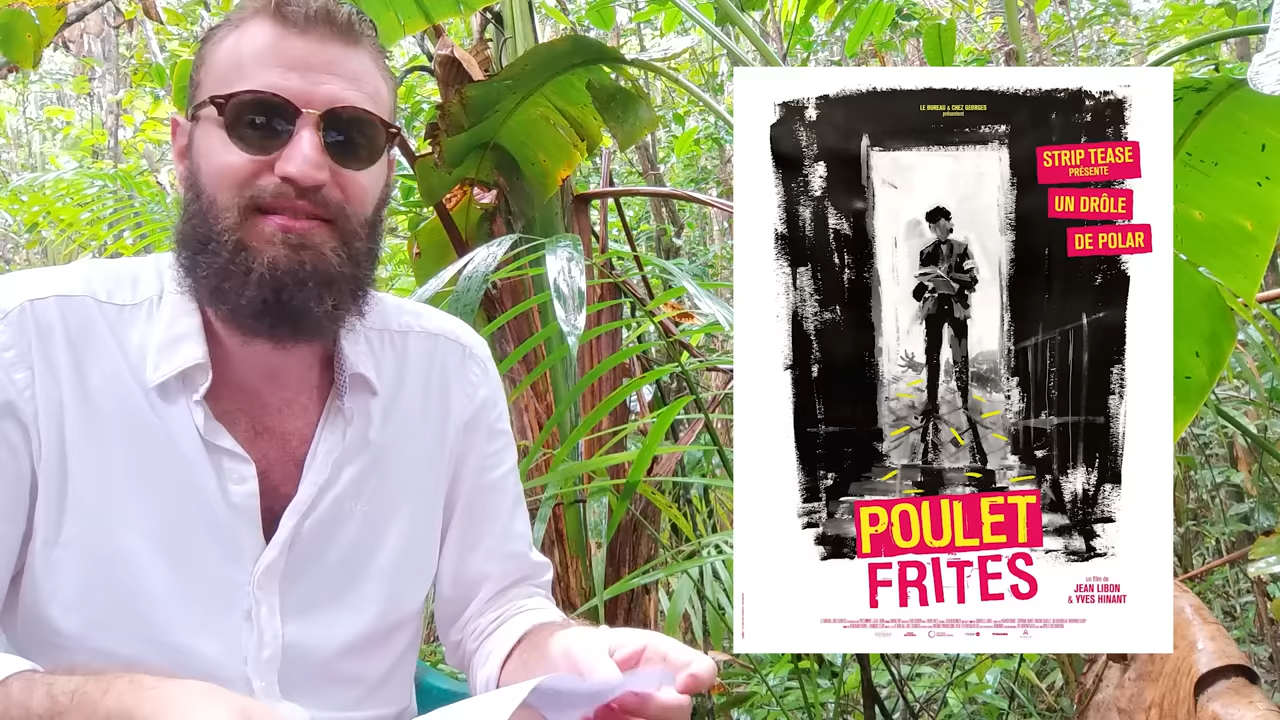 LE BUREAU & CHEZ GEORGES
présentent
STRIP TEASE
PRÉSENTE
UN DRÔLE
DE POLAR
POULET
FRITES
un film de
JEAN LIBON
& YVES HINANT